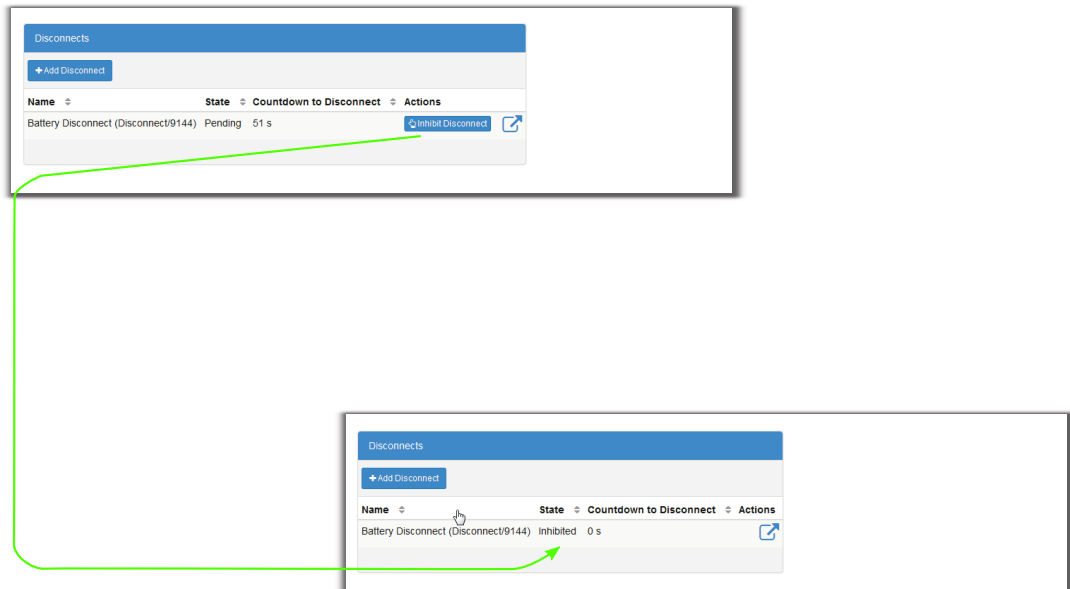 Disconnects
+ Add Disconnect
Name State Countdown to Disconnect Actions
Battery Disconnect (Disconnect/9144) Pending 51 s Inhibit Disconnect
Disconnects
+ Add Disconnect
Name State Countdown to Disconnect Actions
Battery Disconnect (Disconnect/9144) Inhibited 0 s